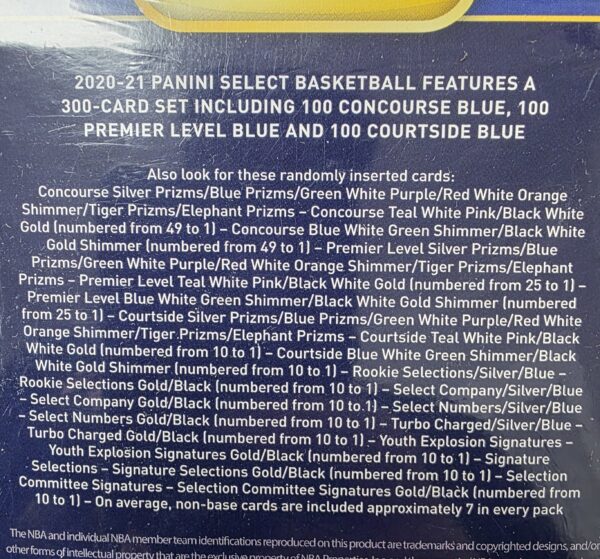 2020-21 PANINI SELECT BASKETBALL FEATURES A
300-CARD SET INCLUDING 100 CONCOURSE BLUE, 100
PREMIER LEVEL BLUE AND 100 COURTSIDE BLUE
Also look for these randomly inserted cards:
Concourse Silver Prizms/Blue Prizms/Green White Purple/Red White Orange
Shimmer/Tiger Prizms/Elephant Prizms – Concourse Teal White Pink/Black White
Gold (numbered from 49 to 1) – Concourse Blue White Green Shimmer/Black White
Gold Shimmer (numbered from 49 to 1) – Premier Level Silver Prizms/Blue
Prizms/Green White Purple/Red White Orange Shimmer/Tiger Prizms/Elephant
Prizms – Premier Level Teal White Pink/Black White Gold (numbered from 25 to 1) –
Premier Level Blue White Green Shimmer/Black White Gold Shimmer (numbered
from 25 to 1) – Courtside Silver Prizms/Blue Prizms/Green White Purple/Red White
Orange Shimmer/Tiger Prizms/Elephant Prizms – Courtside Teal White Pink/Black
White Gold (numbered from 10 to 1) – Courtside Blue White Green Shimmer/Black
White Gold Shimmer (numbered from 10 to 1) – Rookie Selections/Silver/Blue –
Rookie Selections Gold/Black (numbered from 10 to 1) – Select Company/Silver/Blue
– Select Company Gold/Black (numbered from 10 to 1) – Select Numbers/Silver/Blue
– Select Numbers Gold/Black (numbered from 10 to 1) – Turbo Charged/Silver/Blue –
Turbo Charged Gold/Black (numbered from 10 to 1) – Youth Explosion Signatures –
Youth Explosion Signatures Gold/Black (numbered from 10 to 1) – Signature
Selections – Signature Selections Gold/Black (numbered from 10 to 1) – Selection
Committee Signatures – Selection Committee Signatures Gold/Black (numbered from
10 to 1) – On average, non-base cards are included approximately 7 in every pack
The NBA and individual NBA member team identifications reproduced on this product are trademarks and copyrighted designs, and/or
other forms of intellectual property that are the exclusive property of NBA Properties